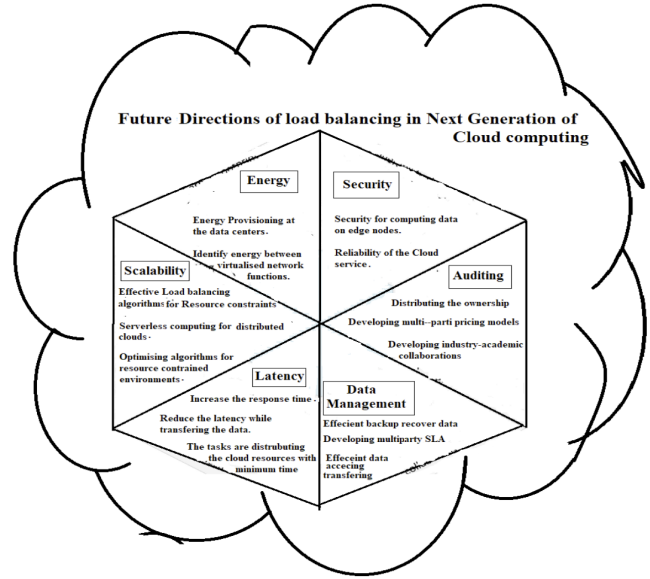 Future Directions of load balancing in Next Generation of
Cloud computing
Energy
Energy Provisioning at
the data centers.
Identify energy between
virtualised network
functions.
Security
Security for computing data
on edge nodes.
Reliability of the Cloud
service.
Scalability
Effective Load balancing
algorithms for Resource constraints
Serverless computing for distributed
clouds.
Optimising algorithms for
resource contrained
environments.
Auditing
Distributing the ownership
Developing multi--parti pricing models
Developing industry-academic
collaborations
Latency
Increase the response time.
Reduce the latency while
transfering the data.
The tasks are distrubuting
the cloud resources with
minimum time
Data
Management
Effecient backup recover data
Developing multiparty SLA
Effeceint data
accecing
transfering